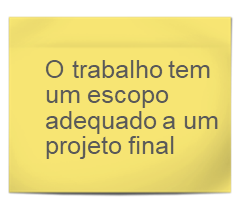 O trabalho tem
um escopo
adequado a um
projeto final